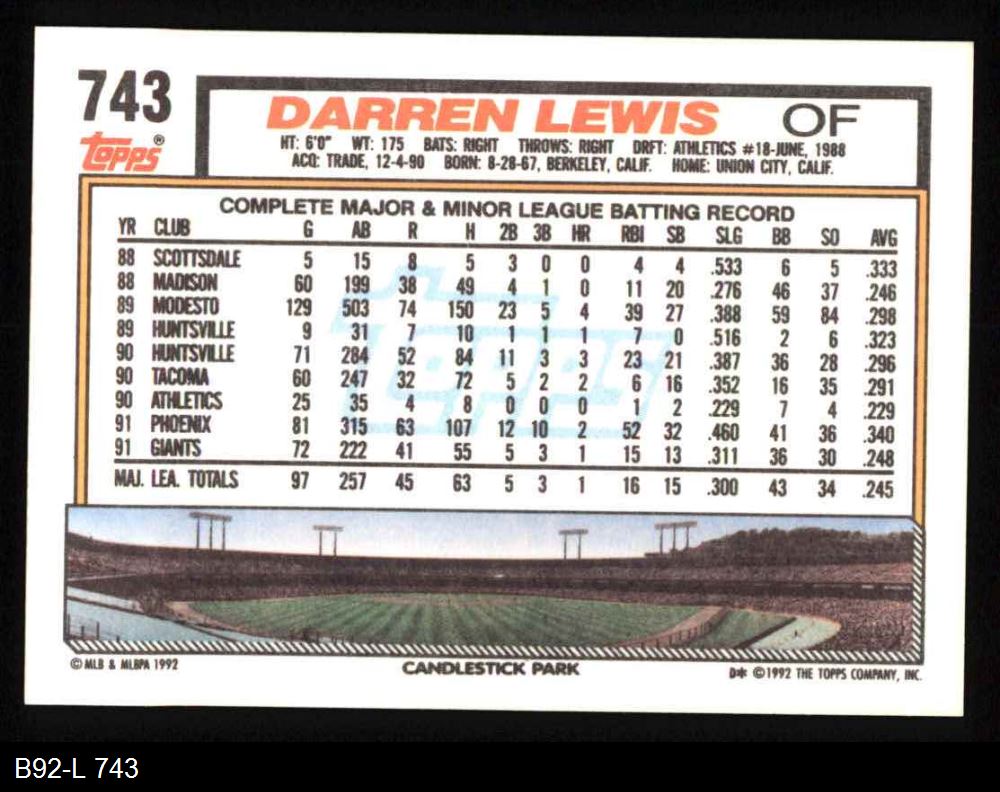 743
Topps®
DARREN LEWIS OF
HT: 6'0" WT: 175 BATS: RIGHT THROWS: RIGHT DRFT: ATHLETICS #18-JUNE, 1988
ACQ: TRADE, 12-4-90 BORN: 8-28-67, BERKELEY, CALIF. HOME: UNION CITY, CALIF.
COMPLETE MAJOR & MINOR LEAGUE BATTING RECORD
YR CLUB G AB R H 2B 3B HR RBI SB SLG BB SO AVG
88 SCOTTSDALE 5 15 8 5 3 0 0 4 4 .533 6 5 .333
88 MADISON 60 199 38 49 4 1 0 11 20 .276 46 37 .246
89 MODESTO 129 503 74 150 23 5 4 39 27 .388 59 84 .298
89 HUNTSVILLE 9 31 7 10 1 1 1 7 0 .516 2 6 .323
90 HUNTSVILLE 71 284 52 84 11 3 3 23 21 .387 36 28 .296
90 TACOMA 60 247 32 72 5 2 2 6 16 .352 16 35 .291
90 ATHLETICS 25 35 4 8 0 0 0 1 2 .229 7 4 .229
91 PHOENIX 81 315 63 107 12 10 2 52 32 .460 41 36 .340
91 GIANTS 72 222 41 55 5 3 1 15 13 .311 36 30 .248
MAJ. LEA. TOTALS 97 257 45 63 5 3 1 16 15 .300 43 34 .245
Topps
© MLB & MLBPA 1992 CANDLESTICK PARK D* © 1992 THE TOPPS COMPANY, INC.
B92-L 743